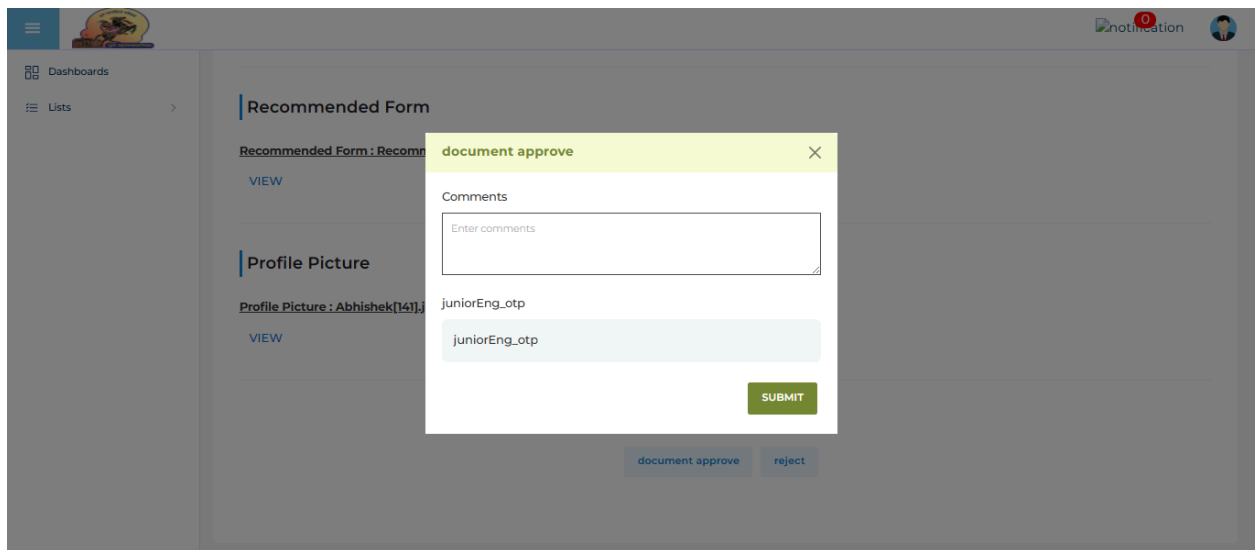 notification
0
Dashboards
Lists
Recommended Form
Recommended Form : Recomm
VIEW
document approve
Comments
Enter comments
juniorEng_otp
juniorEng_otp
SUBMIT
Profile Picture
Profile Picture : Abhishek[141].j
VIEW
document approve
reject